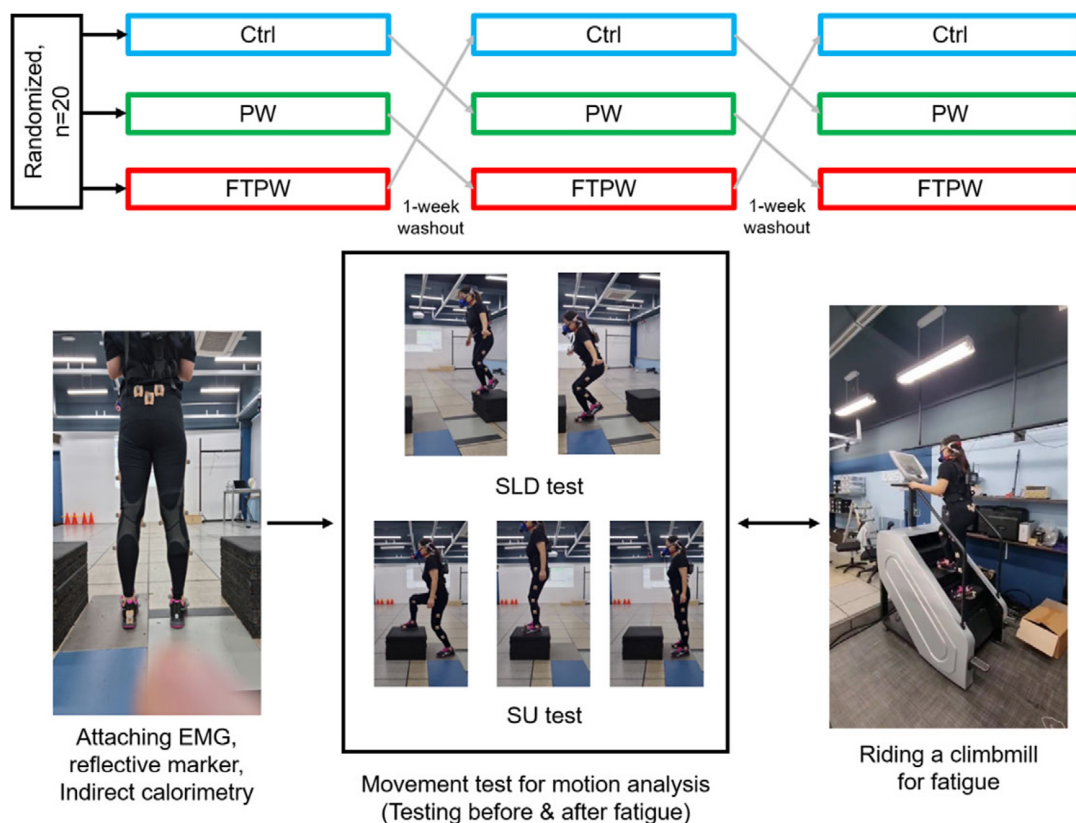 Randomized,
n=20
Ctrl
Ctrl
Ctrl
PW
PW
PW
FTPW
FTPW
FTPW
1-week
washout
1-week
washout
SLD test
SU test
Attaching EMG,
reflective marker,
Indirect calorimetry
Movement test for motion analysis
(Testing before & after fatigue)
Riding a climbmill
for fatigue